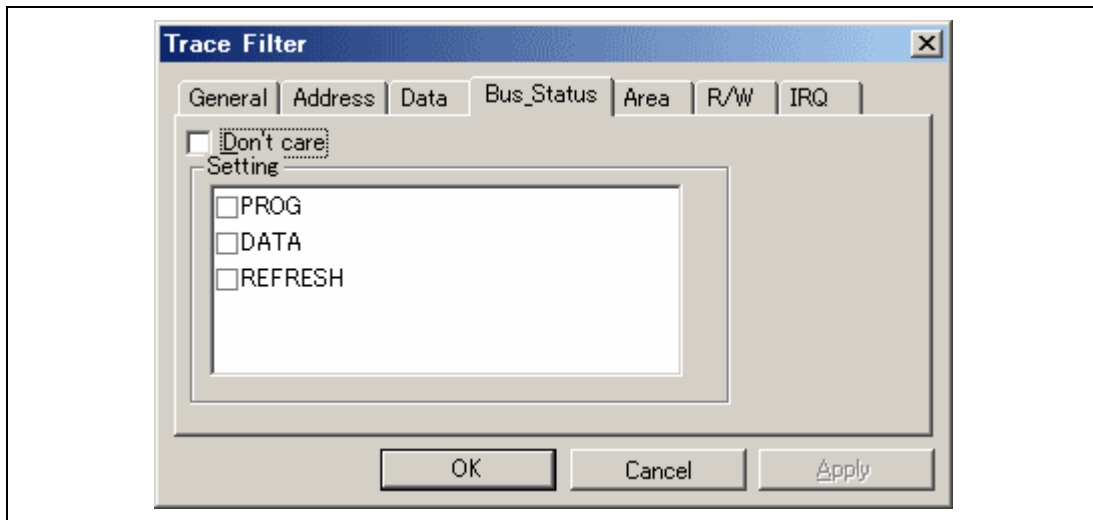 Trace Filter
General Address Data Bus_Status Area R/W IRQ
Don't care
Setting
PROG
DATA
REFRESH
OK Cancel Apply